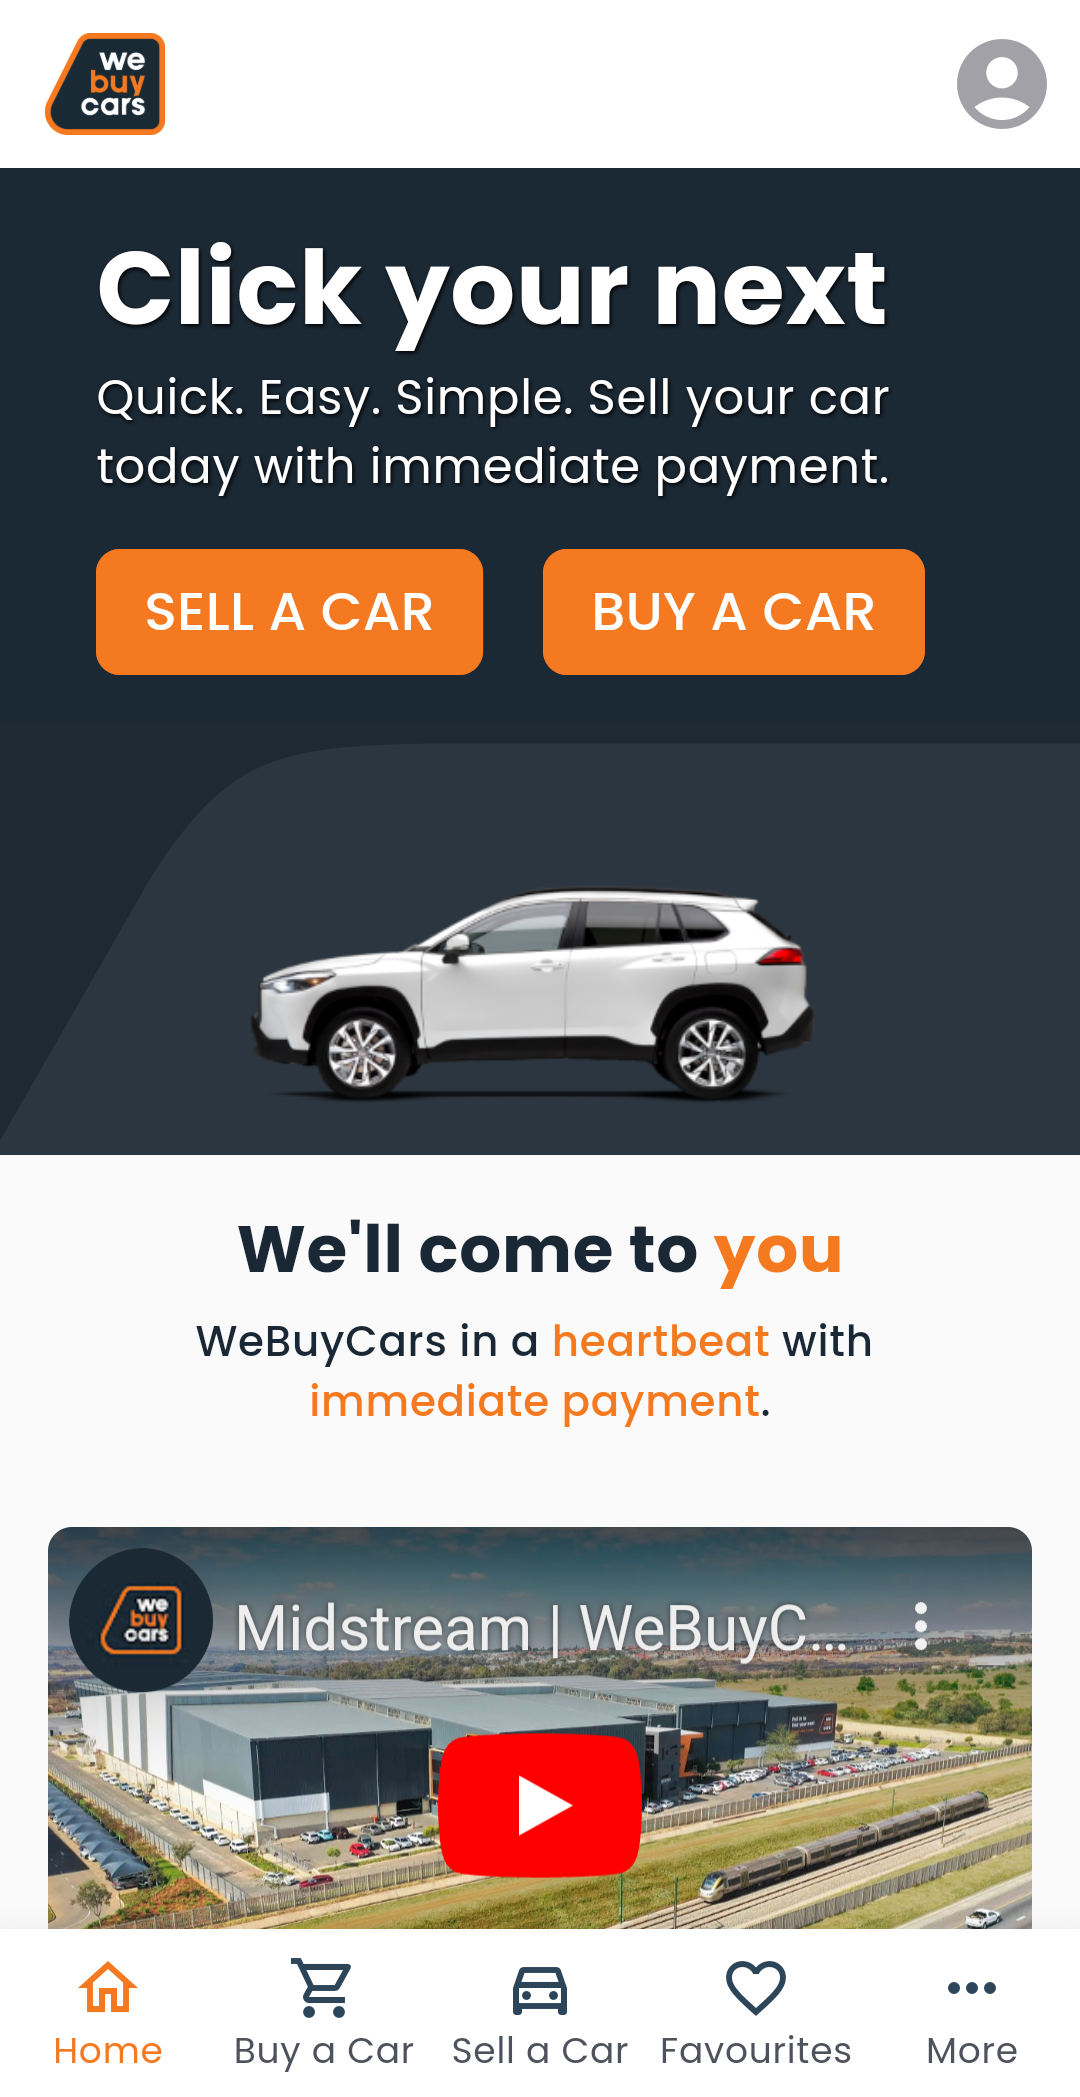 we
buy
cars
Click your next
Quick. Easy. Simple. Sell your car
today with immediate payment.
SELL A CAR
BUY A CAR
We'll come to you
WeBuyCars in a heartbeat with
immediate payment.
we
buy
cars
Midstream | WeBuyC...
Home
Buy a Car
Sell a Car
Favourites
More